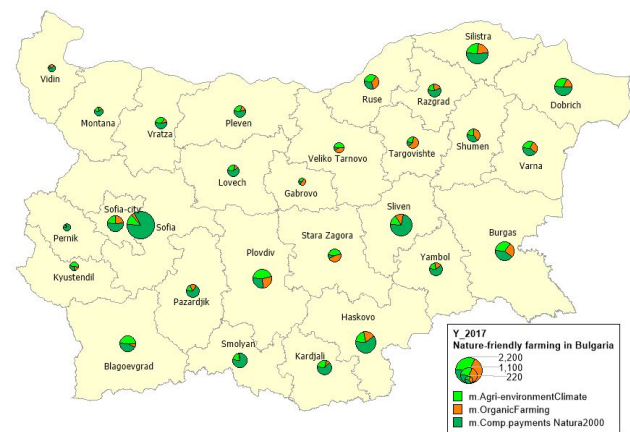 Silistra
Vidin
Ruse
Razgrad
Dobrich
Montana
Vratza
Pleven
Shumen
Veliko Tarnovo
Targovishte
Varna
Lovech
Gabrovo
Sofia-city
Sofia
Sliven
Pernik
Stara Zagora
Burgas
Plovdiv
Yambol
Kyustendil
Pazardjik
Haskovo
Smolyan
Kardjali
Blagoevgrad
Y_2017
Nature-friendly farming in Bulgaria
2,200
1,100
220
m.Agri-environmentClimate
m.OrganicFarming
m.Comp.payments Natura2000